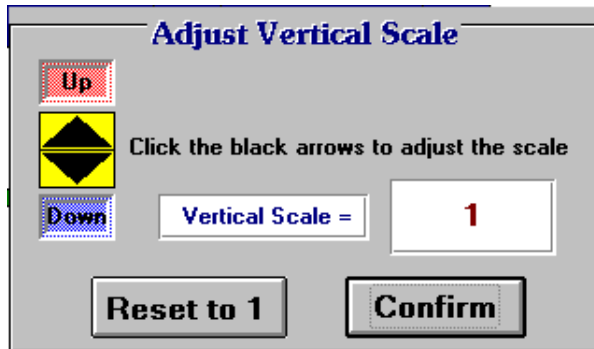 Adjust Vertical Scale
Up
Click the black arrows to adjust the scale
Down
Vertical Scale =
1
Reset to 1
Confirm